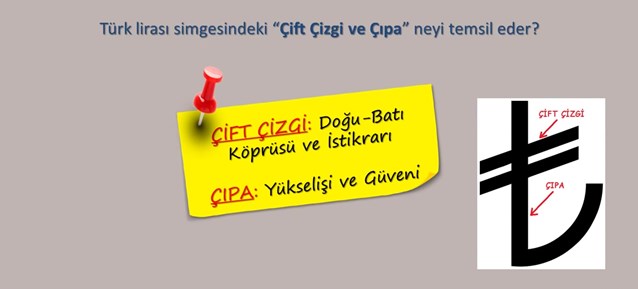 Türk lirası simgesindeki “Çift Çizgi ve Çıpa” neyi temsil eder?
ÇİFT ÇİZGİ: Doğu-Batı
Köprüsü ve İstikrarı
ÇIPA: Yükselişi ve Güveni
ÇİFT ÇİZGİ
ÇIPA